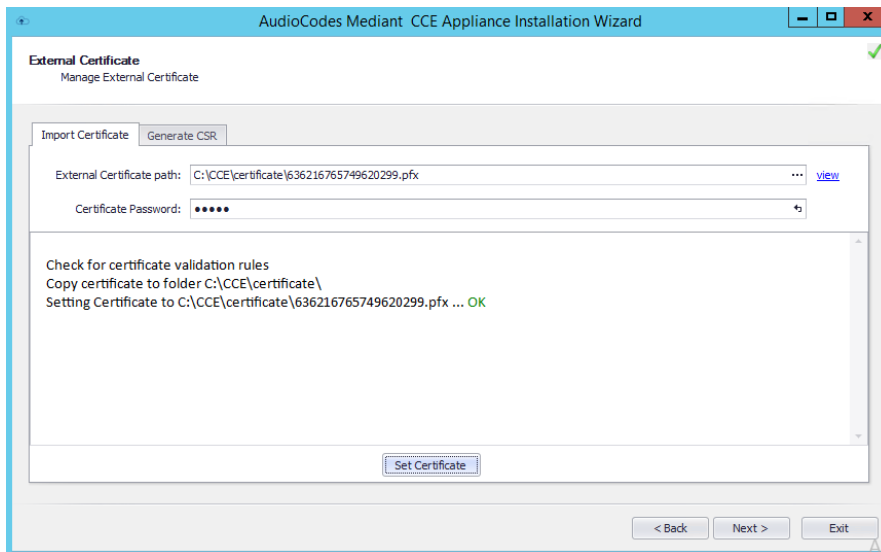 AudioCodes Mediant CCE Appliance Installation Wizard
External Certificate
Manage External Certificate
Import Certificate
Generate CSR
External Certificate path: C:\CCE\certificate\636216765749620299.pfx ... view
Certificate Password: •••••
Check for certificate validation rules
Copy certificate to folder C:\CCE\certificate\
Setting Certificate to C:\CCE\certificate\636216765749620299.pfx ... OK
Set Certificate
< Back
Next >
Exit